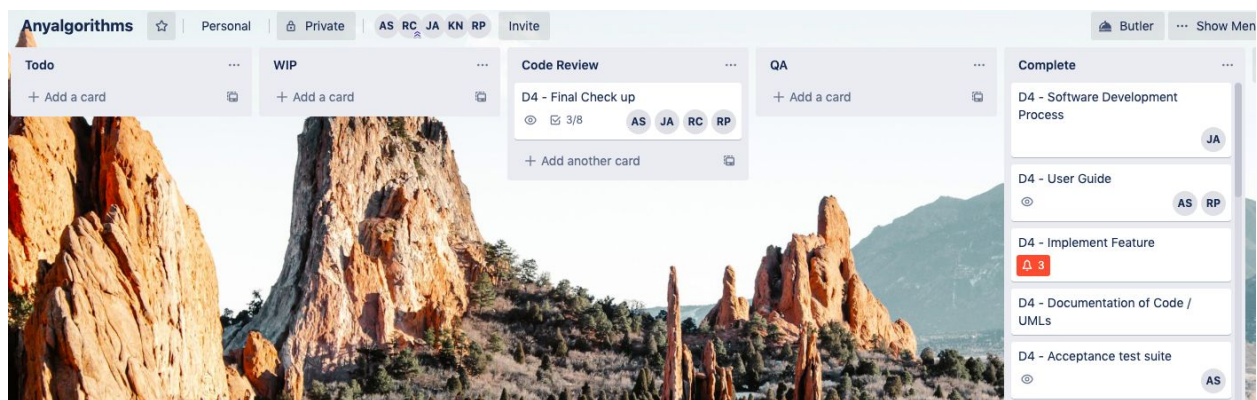 Anyalgorithms Personal Private AS RC JA KN RP Invite Butler ... Show Men
Todo ...
+ Add a card
WIP ...
+ Add a card
Code Review ...
D4 - Final Check up
3/8 AS JA RC RP
+ Add another card
QA ...
+ Add a card
Complete ...
D4 - Software Development
Process
JA
D4 - User Guide
AS RP
D4 - Implement Feature
3
D4 - Documentation of Code /
UMLs
D4 - Acceptance test suite
AS